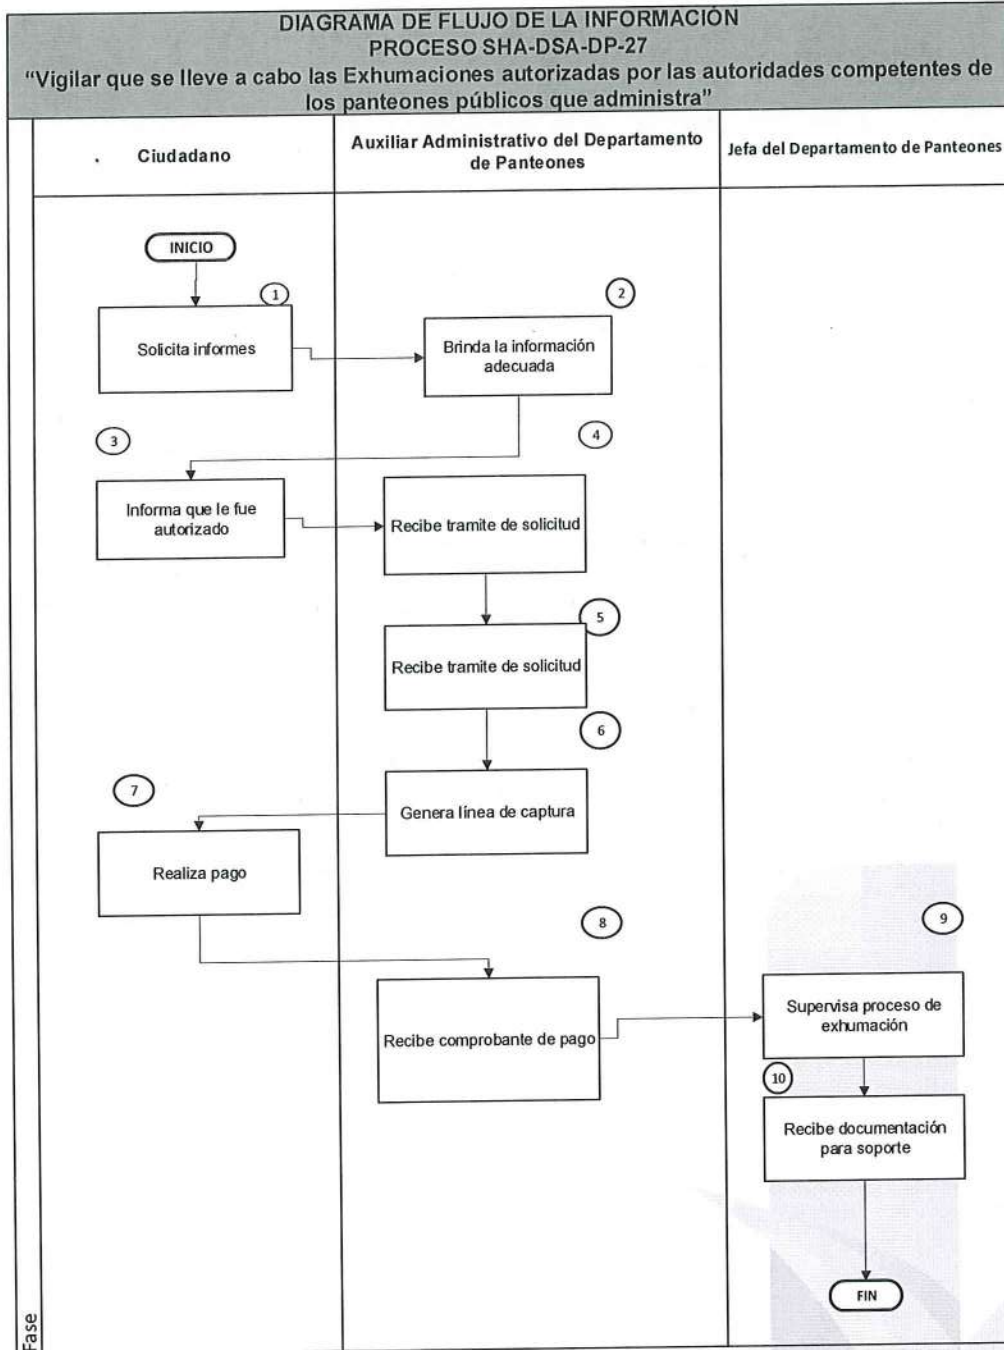 DIAGRAMA DE FLUJO DE LA INFORMACIÓN
PROCESO SHA-DSA-DP-27
“Vigilar que se lleve a cabo las Exhumaciones autorizadas por las autoridades competentes de
los panteones públicos que administra”
Ciudadano
Auxiliar Administrativo del Departamento
de Panteones
Jefa del Departamento de Panteones
INICIO
1
Solicita informes
2
Brinda la información
adecuada
3
Informa que le fue
autorizado
4
Recibe tramite de solicitud
5
Recibe tramite de solicitud
6
Genera línea de captura
7
Realiza pago
8
Recibe comprobante de pago
9
Supervisa proceso de
exhumación
10
Recibe documentación
para soporte
FIN
Fase